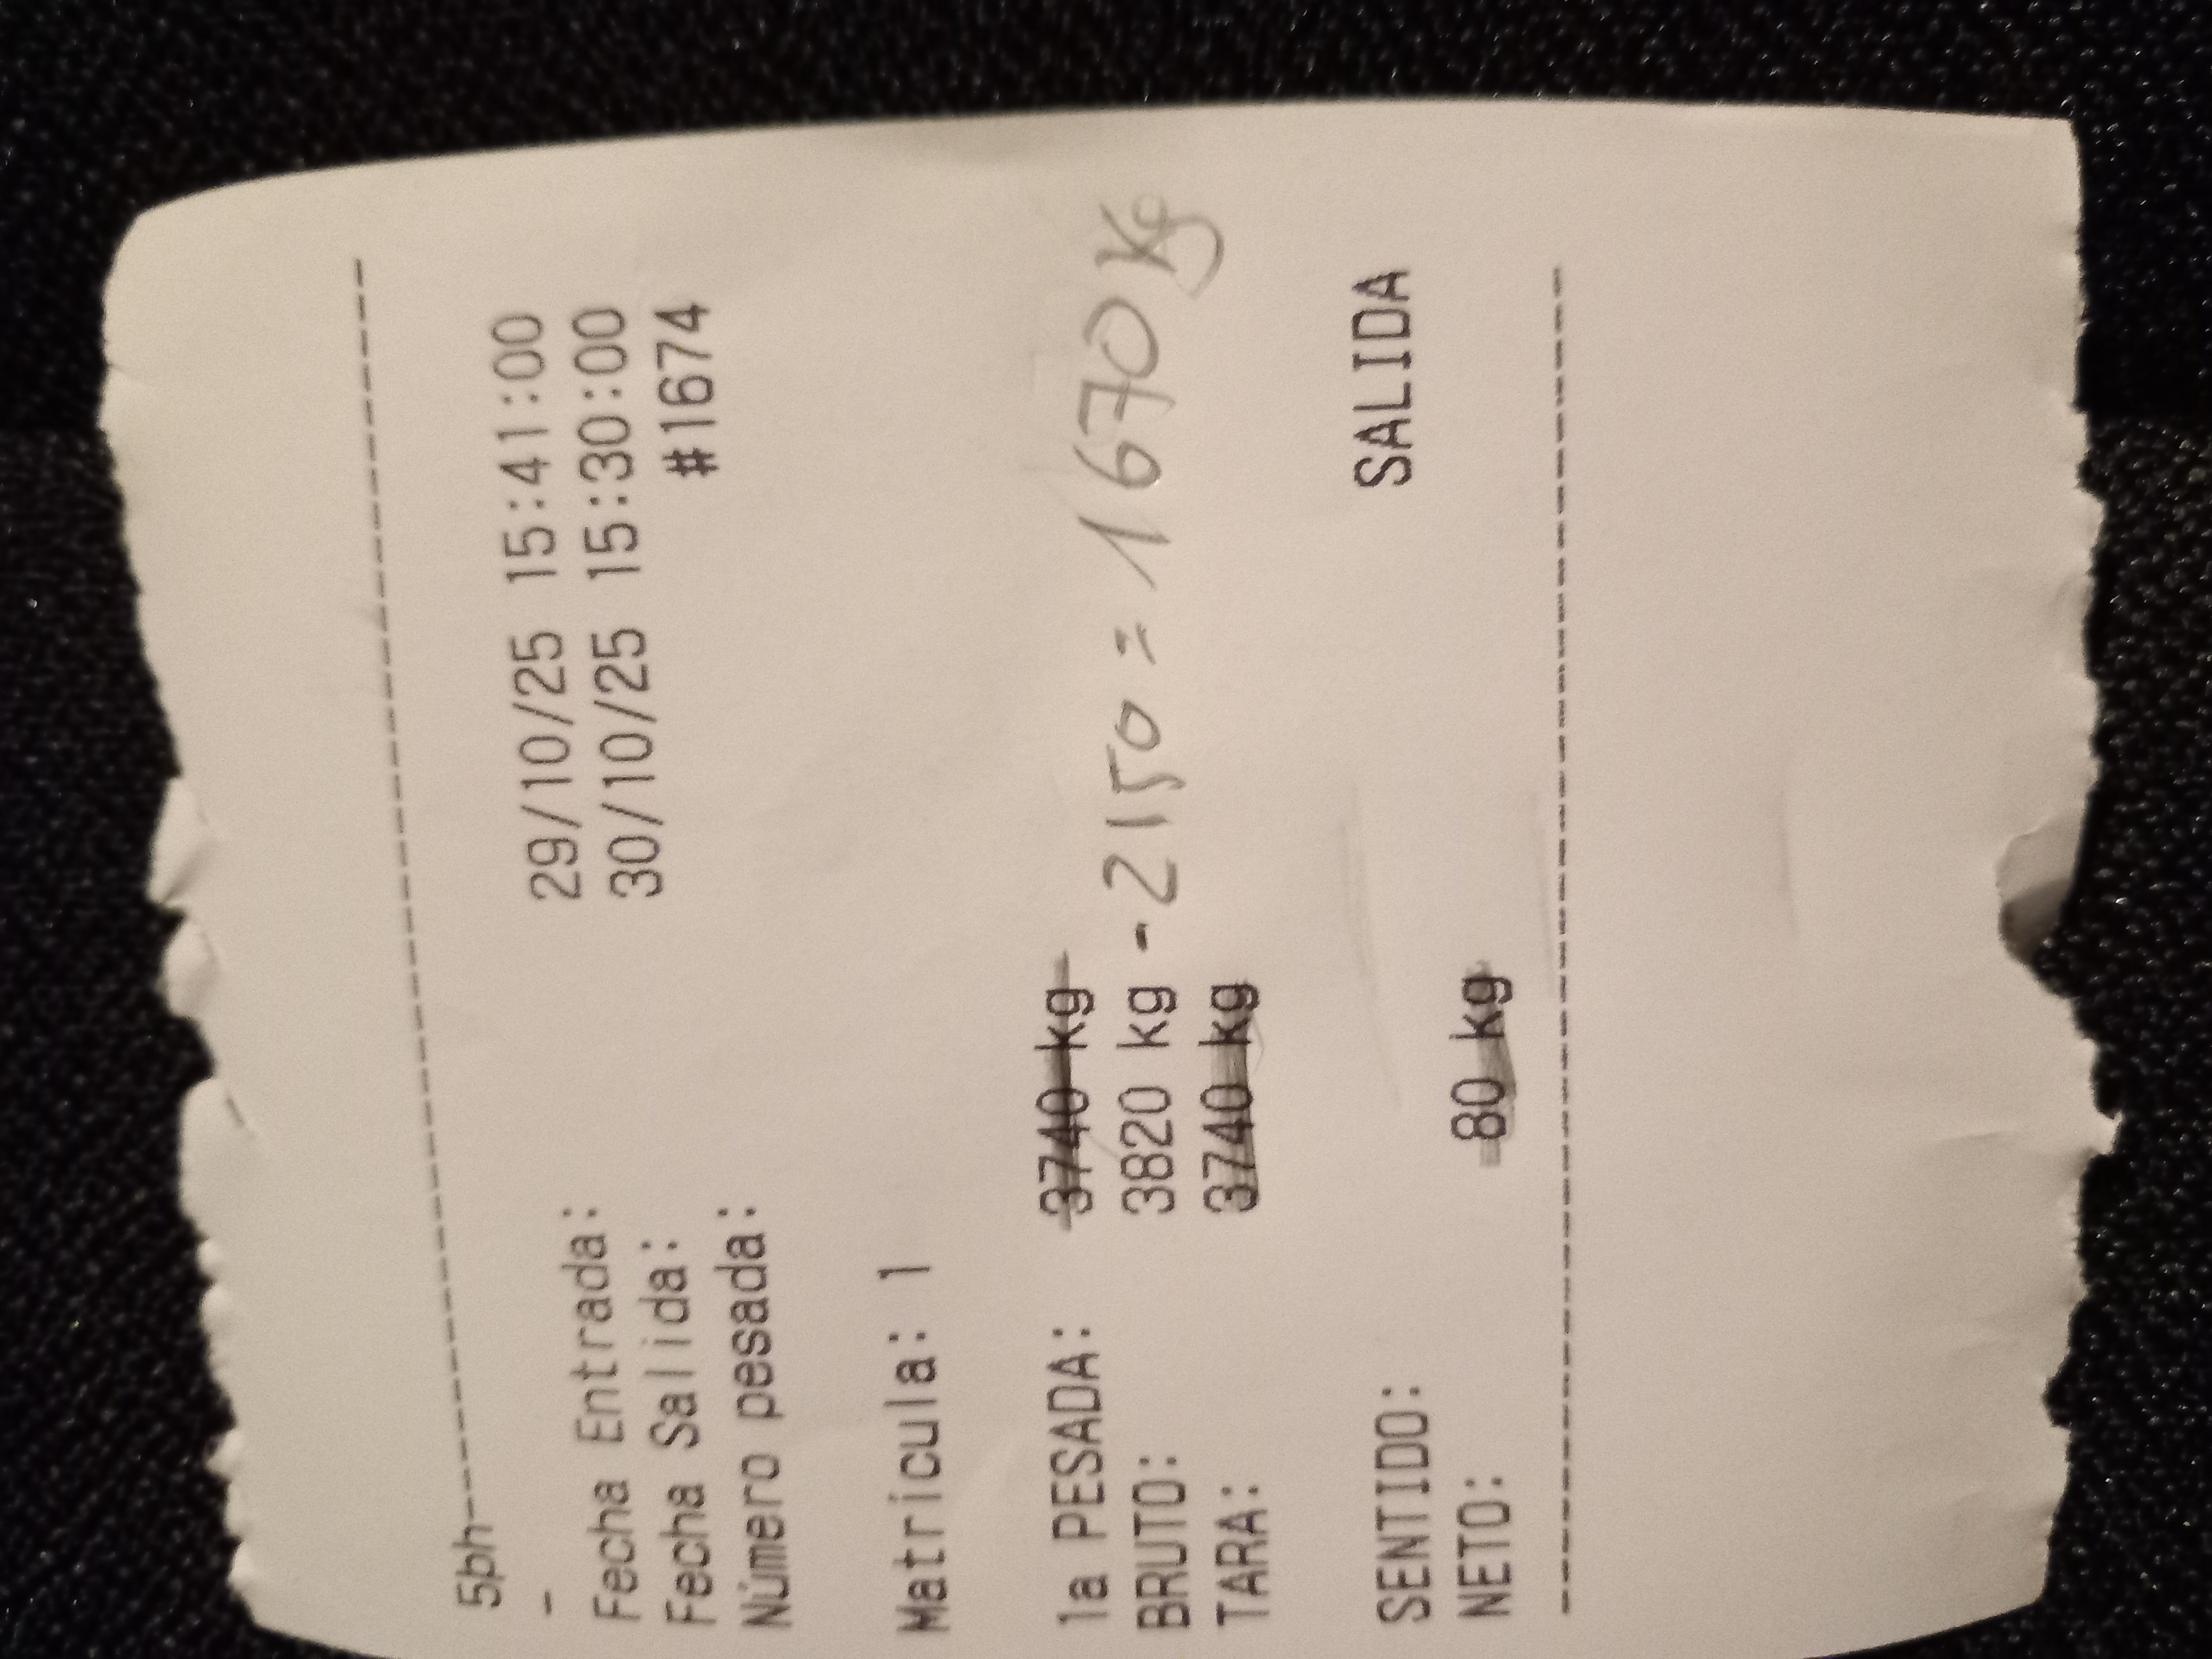 5bh-----------------------------
-
Fecha Entrada: 29/10/25 15:41:00
Fecha Salida: 30/10/25 15:30:00
Número pesada: #1674
Matricula: 1
1a PESADA: 3740 kg
BRUTO: 3820 kg - 2150 = 1670 Kg
TARA: 3740 kg
SENTIDO: SALIDA
NETO: 80 kg
--------------------------------